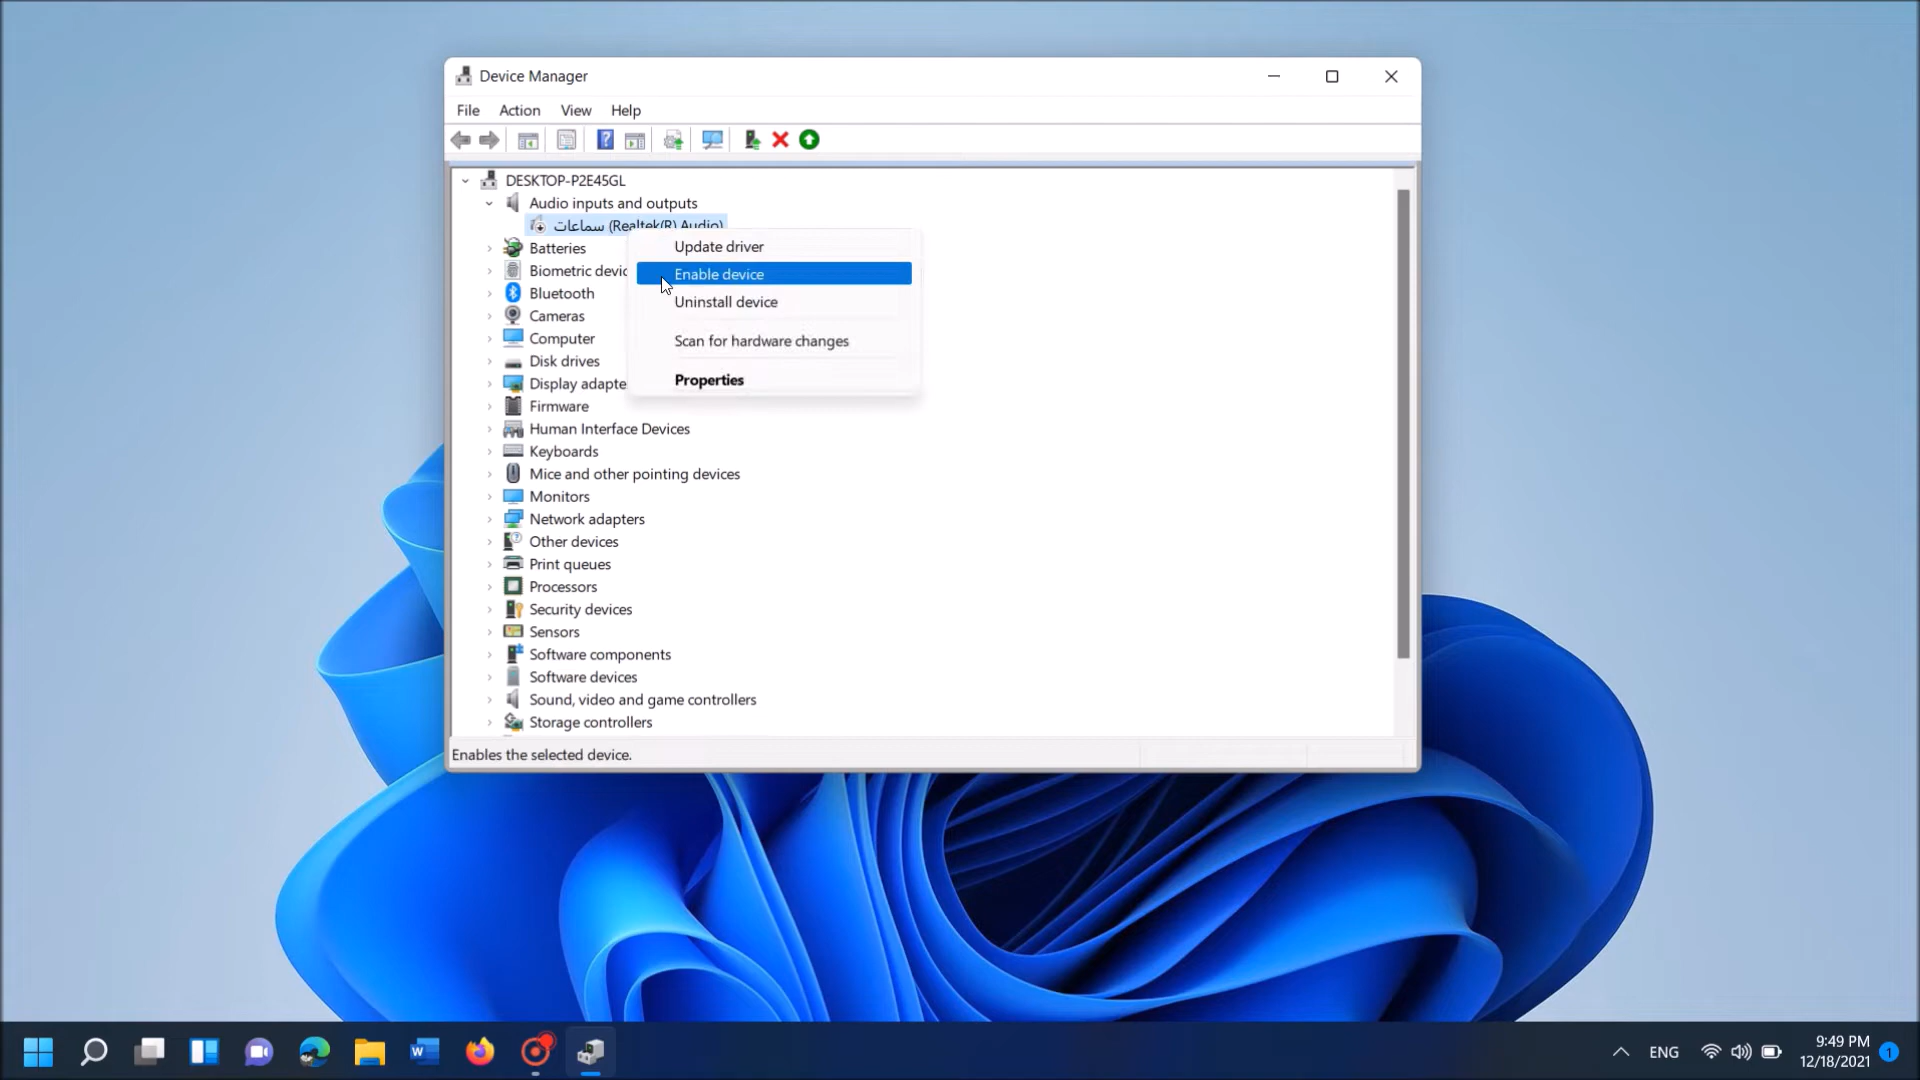 Device Manager
File Action View Help
DESKTOP-P2E45GL
Audio inputs and outputs
سماعات (Realtek(R) Audio)
Update driver
Batteries
Biometric devic
Enable device
Bluetooth
Uninstall device
Cameras
Computer
Scan for hardware changes
Disk drives
Display adapte
Properties
Firmware
Human Interface Devices
Keyboards
Mice and other pointing devices
Monitors
Network adapters
Other devices
Print queues
Processors
Security devices
Sensors
Software components
Software devices
Sound, video and game controllers
Storage controllers
Enables the selected device.
ENG
9:49 PM
12/18/2021
1